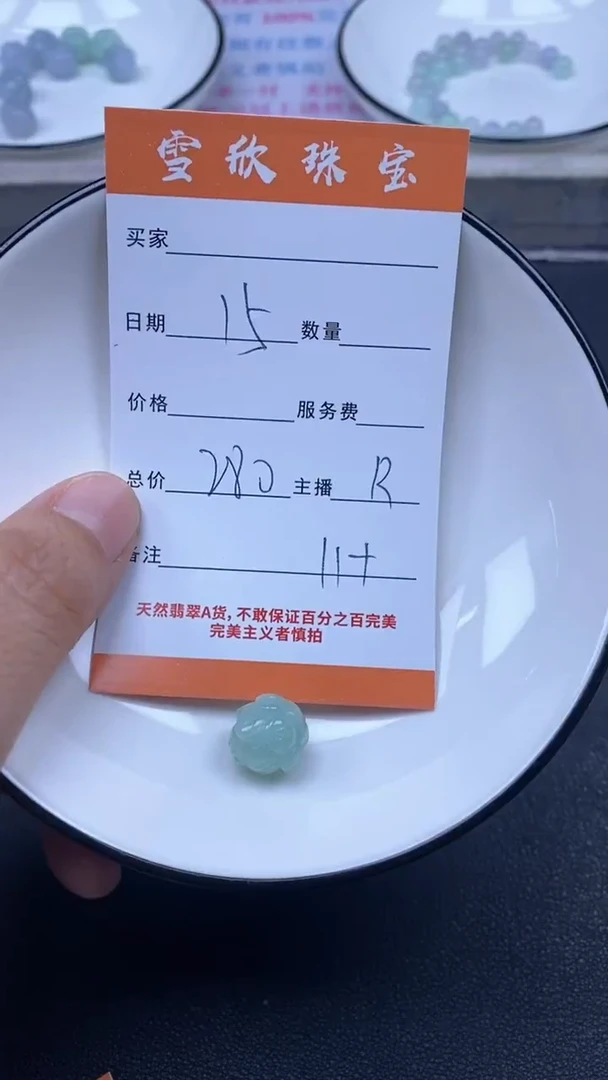 雪欣珠宝
买家
日期 15 数量
价格 服务费
总价 280 主播 R
备注 11+
天然翡翠A货,不敢保证百分之百完美
完美主义者慎拍